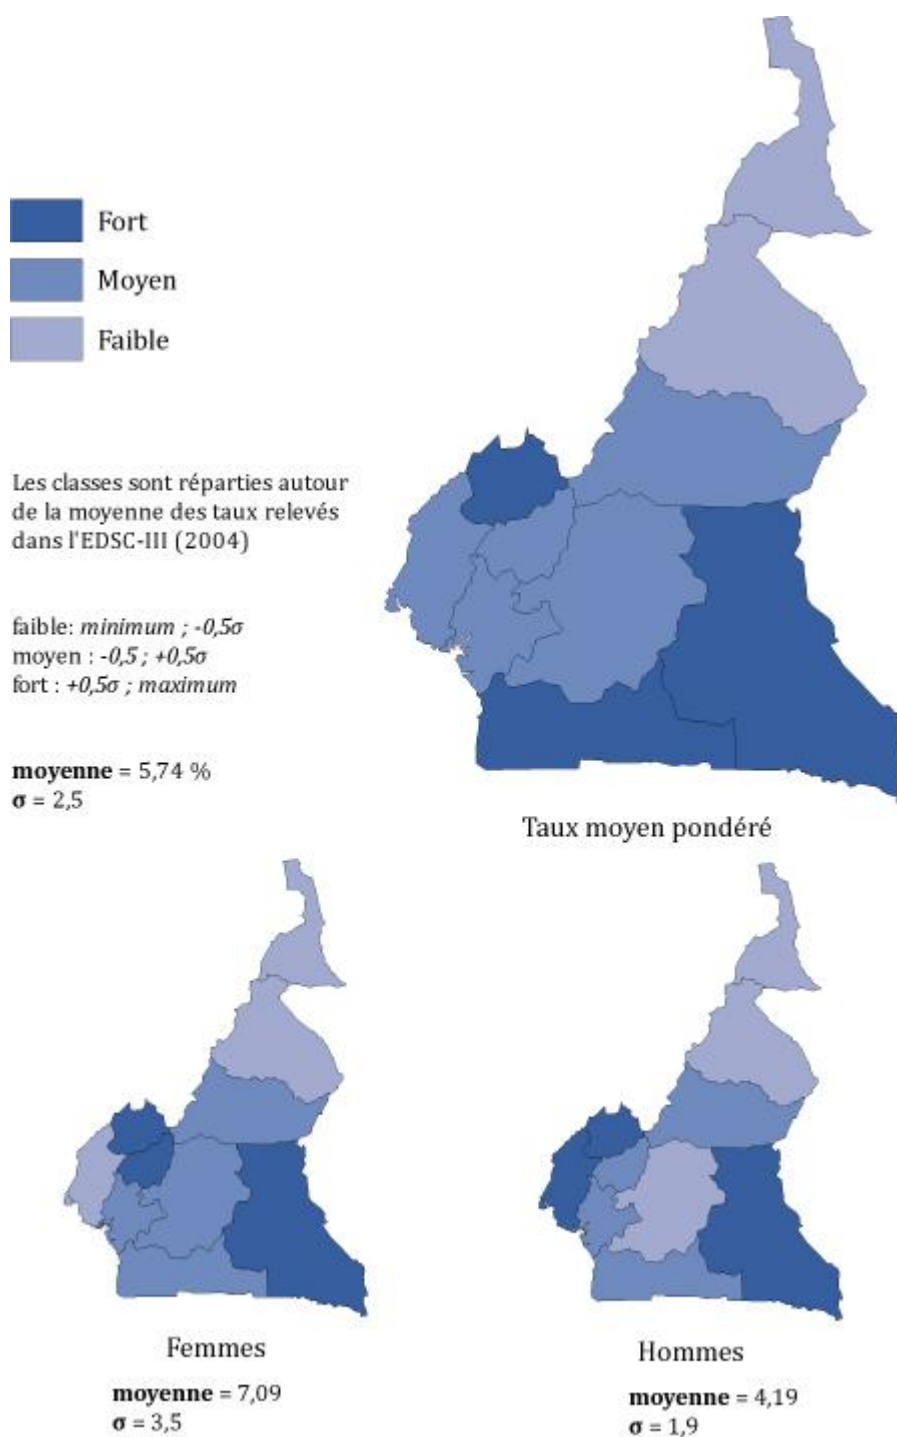 Fort
Moyen
Faible
Les classes sont réparties autour
de la moyenne des taux relevés
dans l'EDSC-III (2004)
faible: minimum ; -0,5σ
moyen : -0,5 ; +0,5σ
fort : +0,5σ ; maximum
moyenne = 5,74 %
σ = 2,5
Taux moyen pondéré
Femmes
moyenne = 7,09
σ = 3,5
Hommes
moyenne = 4,19
σ = 1,9